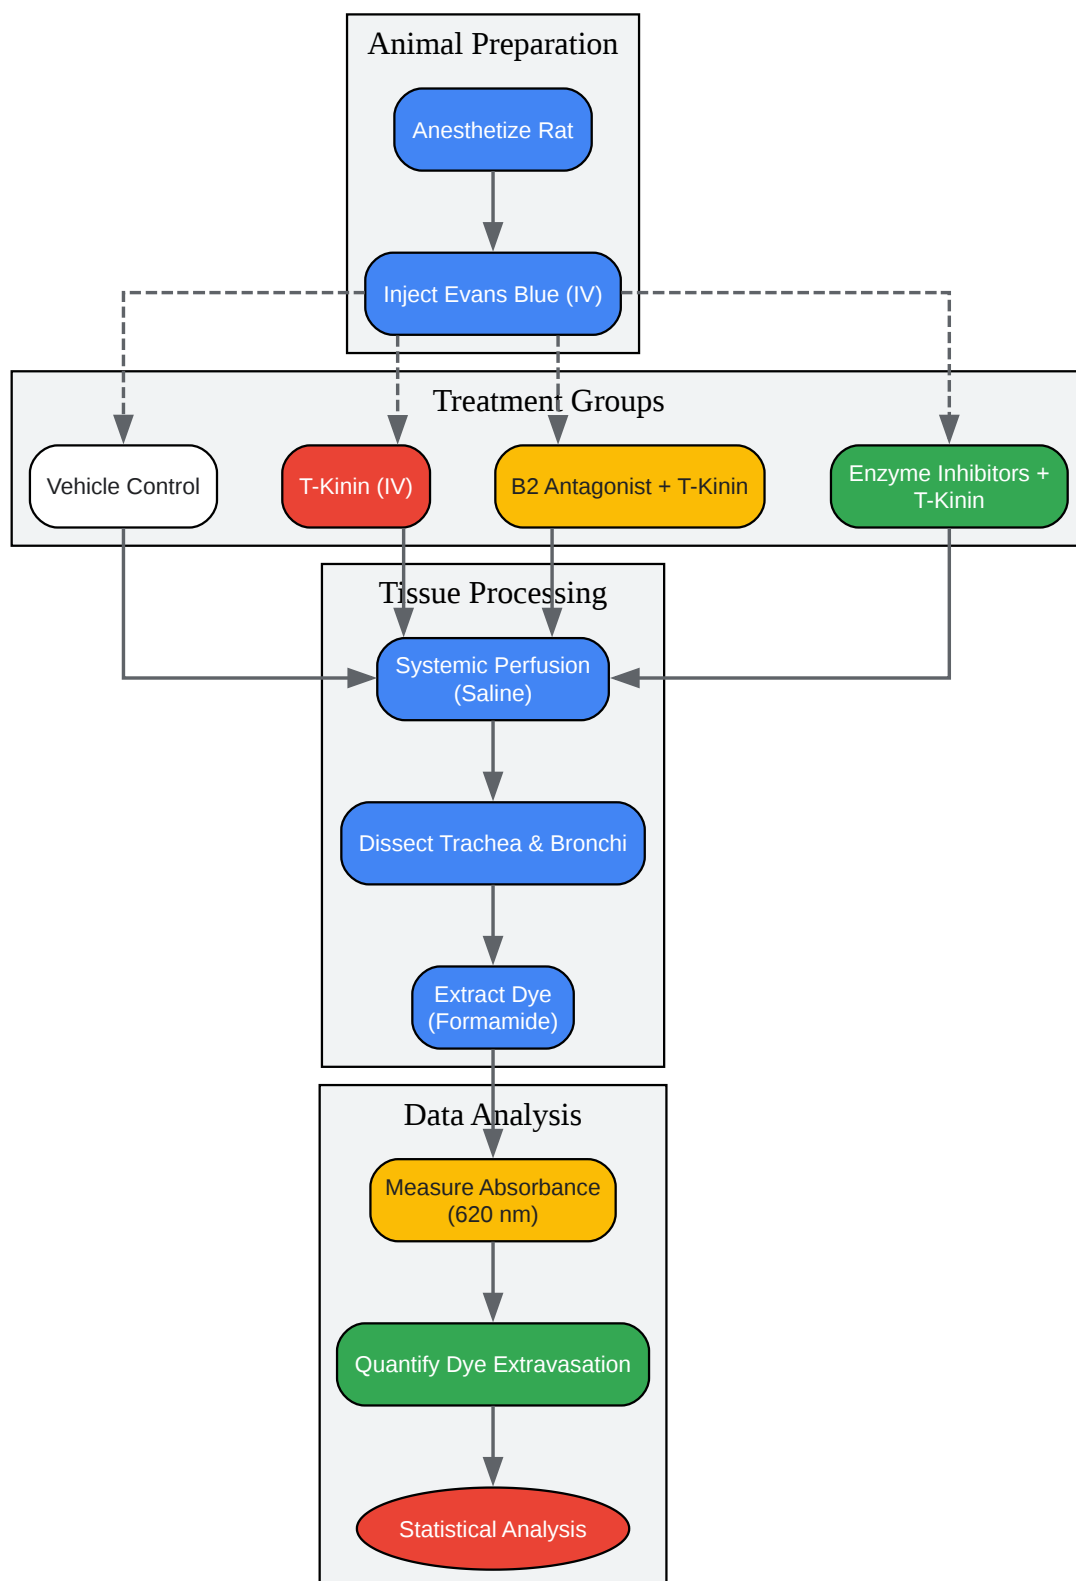 Animal Preparation
Anesthetize Rat
Inject Evans Blue (IV)
Treatment Groups
Vehicle Control
T-Kinin (IV)
B2 Antagonist + T-Kinin
Enzyme Inhibitors +
T-Kinin
Tissue Processing
Systemic Perfusion
(Saline)
Dissect Trachea & Bronchi
Extract Dye
(Formamide)
Data Analysis
Measure Absorbance
(620 nm)
Quantify Dye Extravasation
Statistical Analysis